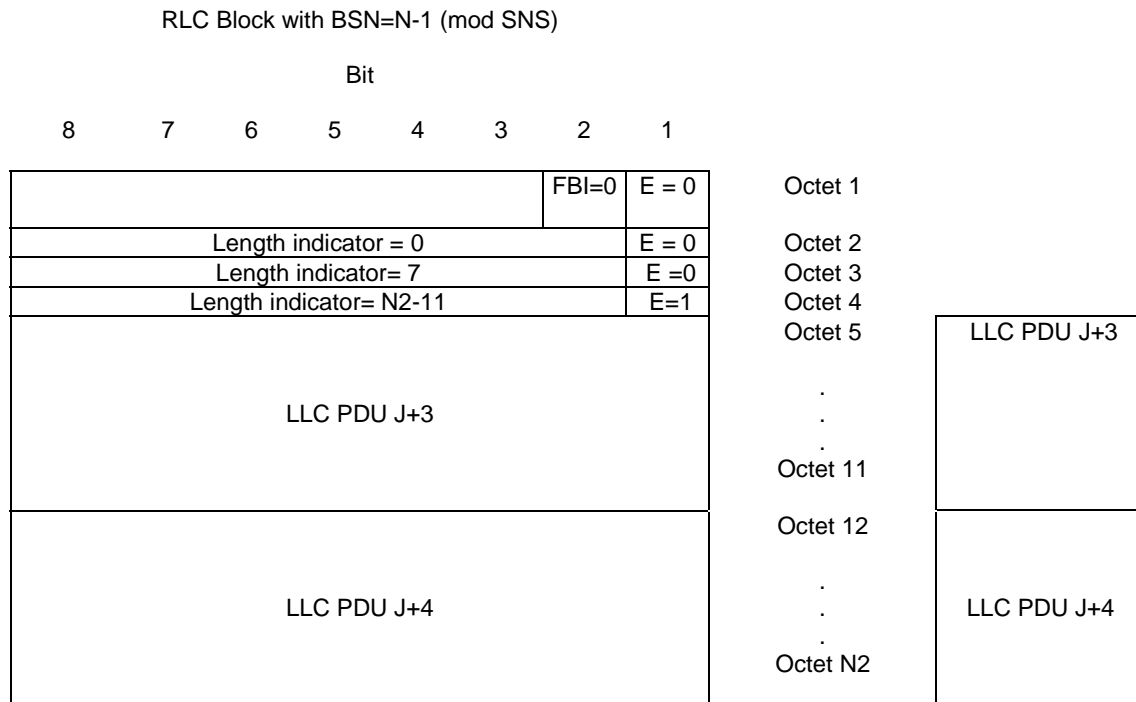 RLC Block with BSN=N-1 (mod SNS)
Bit
8 7 6 5 4 3 2 1
FBI=0 E = 0 Octet 1
Length indicator = 0 E = 0 Octet 2
Length indicator= 7 E =0 Octet 3
Length indicator= N2-11 E=1 Octet 4
Octet 5 LLC PDU J+3
.
LLC PDU J+3 .
.
Octet 11
Octet 12
.
LLC PDU J+4 . LLC PDU J+4
.
Octet N2